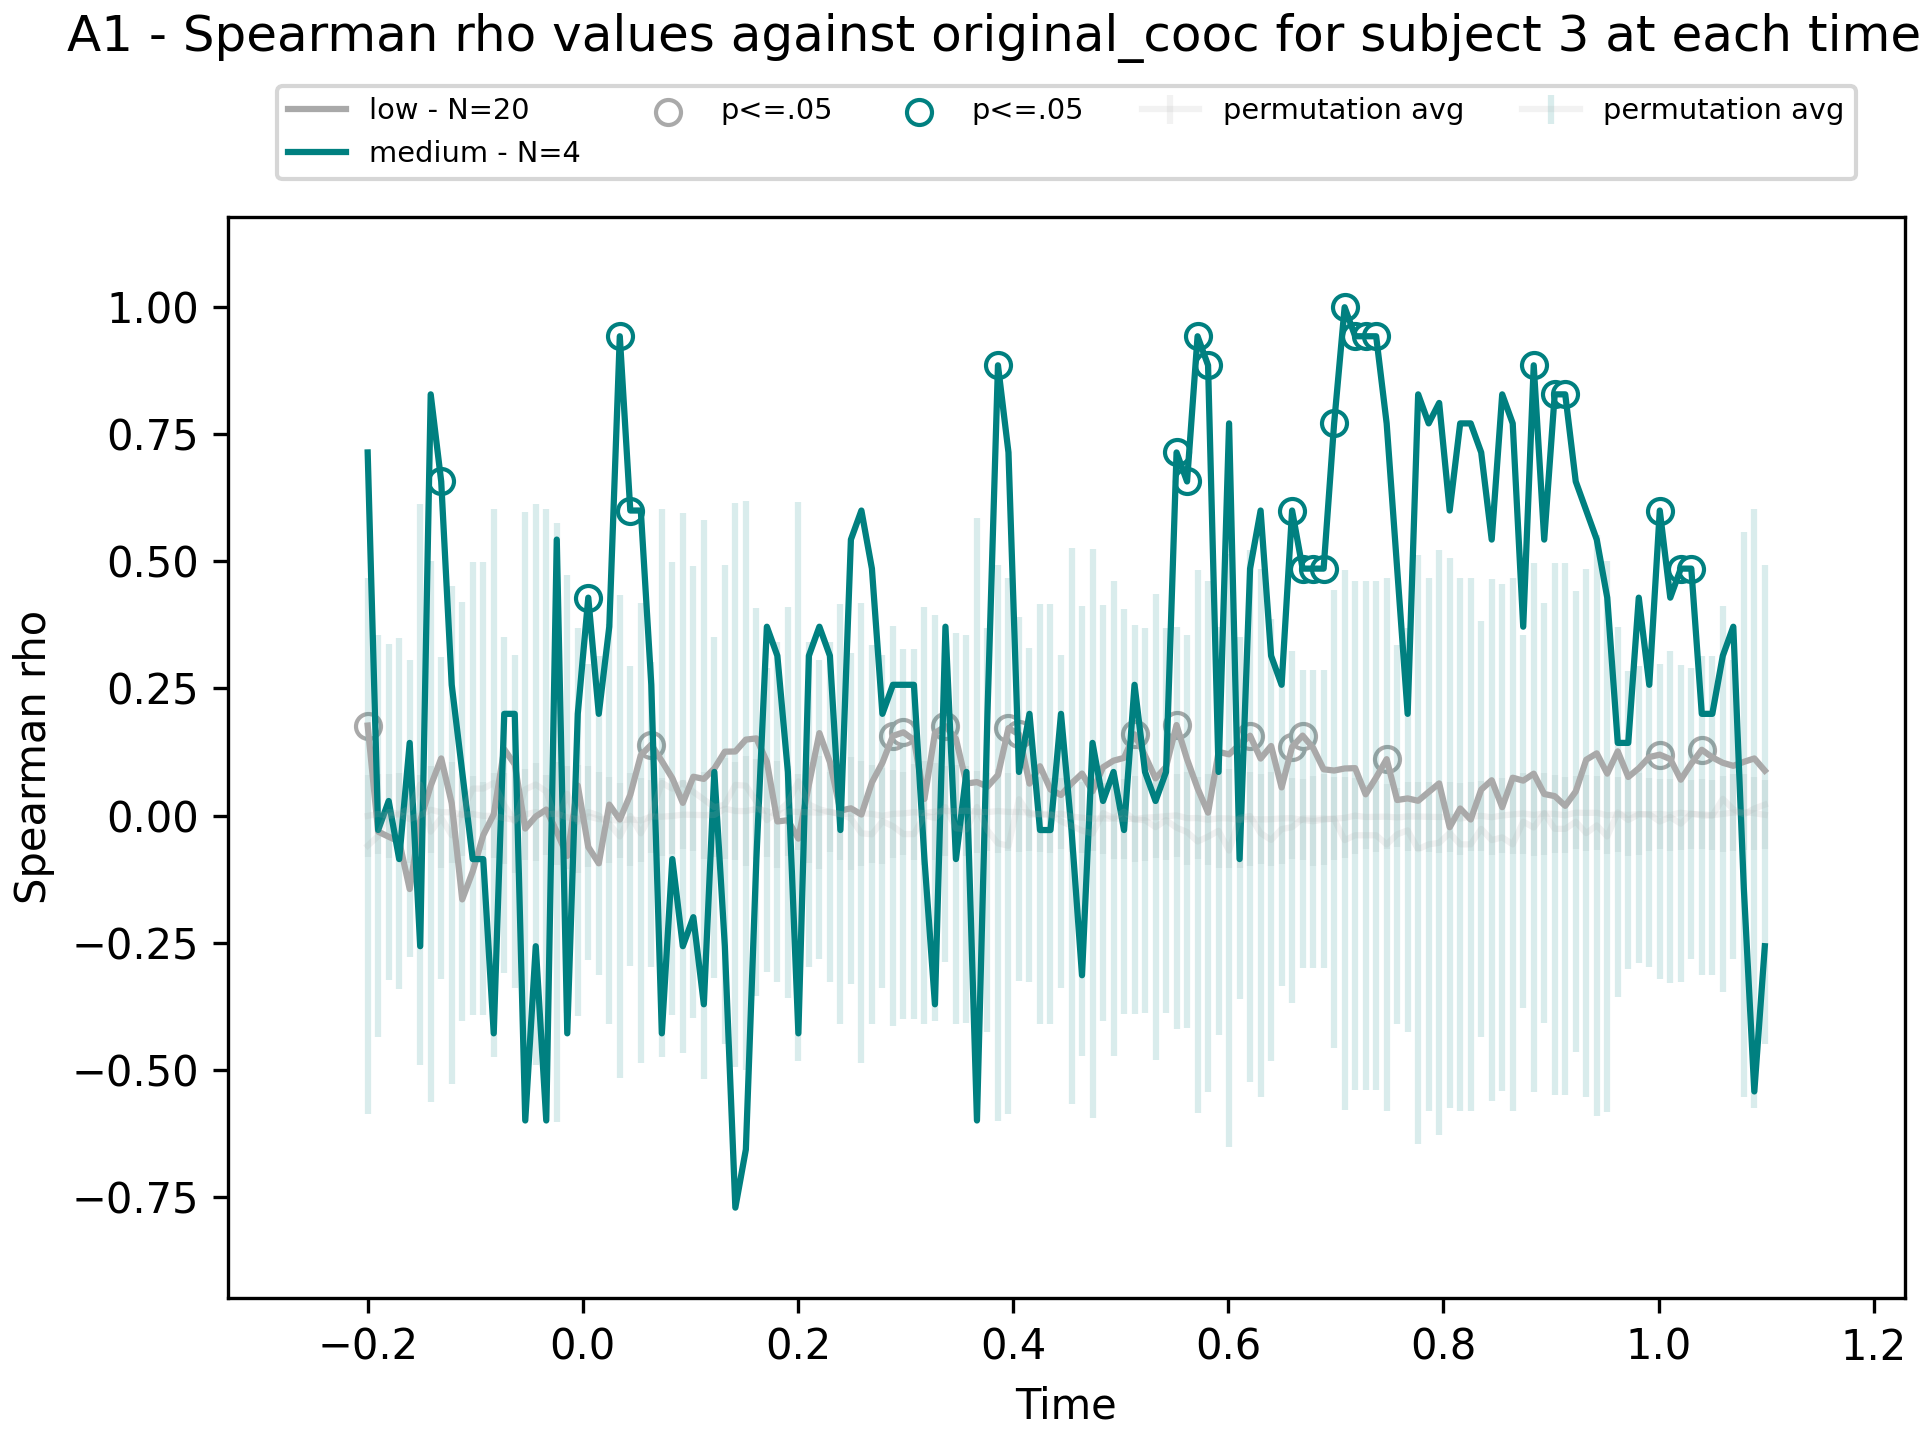 A1 - Spearman rho values against original_cooc for subject 3 at each time
low - N=20 p<=.05 p<=.05 permutation avg permutation avg
medium - N=4
Spearman rho
1.00
0.75
0.50
0.25
0.00
−0.25
−0.50
−0.75
−0.2 0.0 0.2 0.4 0.6 0.8 1.0 1.2
Time